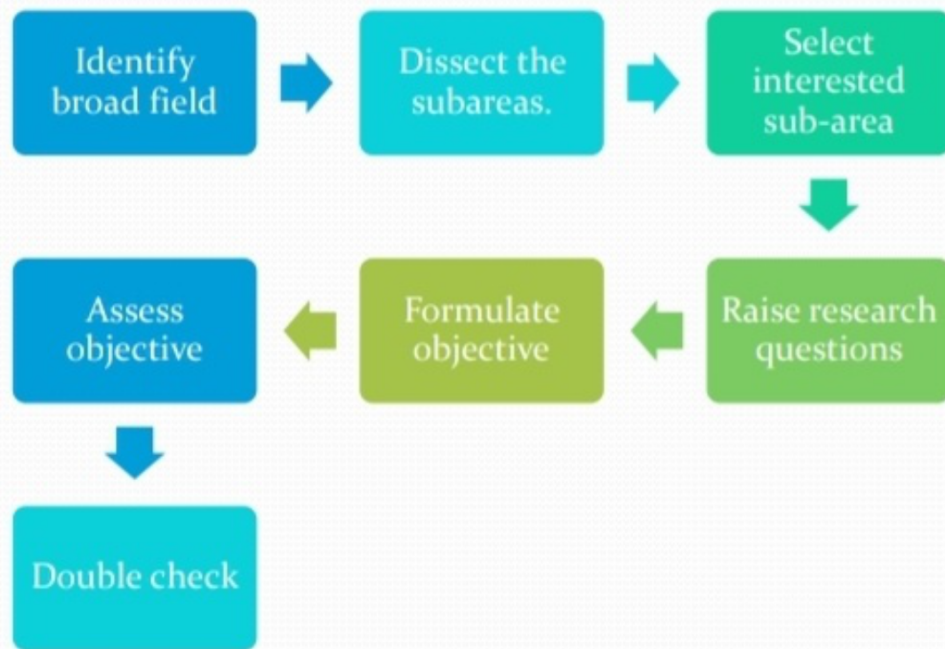 Identify
broad field
Dissect the
subareas.
Select
interested
sub-area
Raise research
questions
Formulate
objective
Assess
objective
Double check